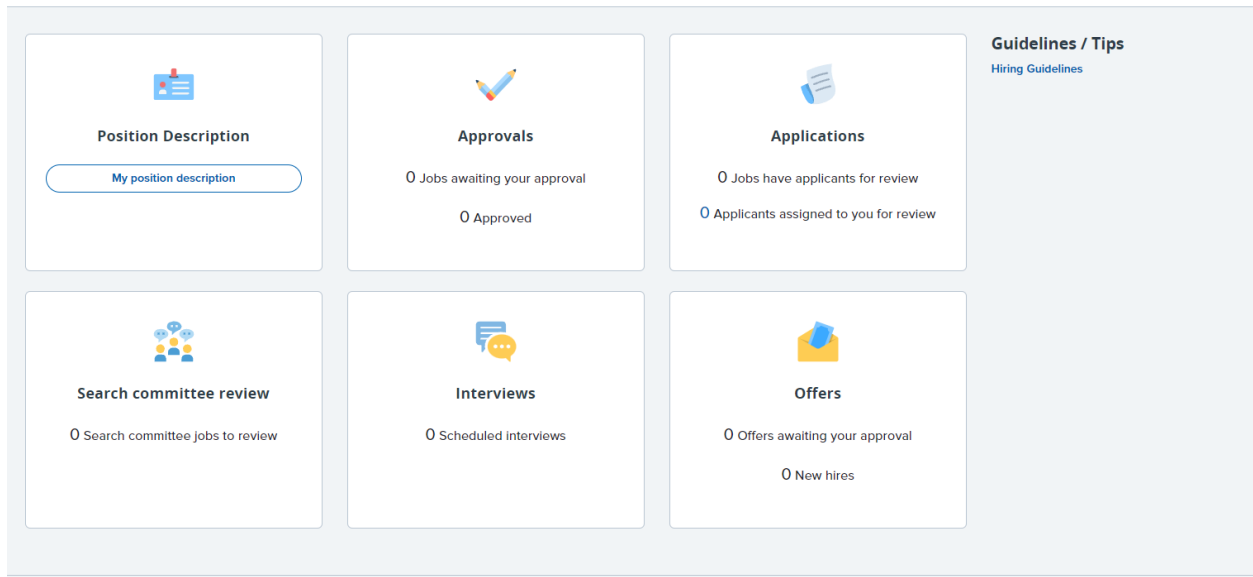 Guidelines / Tips
Hiring Guidelines
Position Description
My position description
Approvals
0 Jobs awaiting your approval
0 Approved
Applications
0 Jobs have applicants for review
0 Applicants assigned to you for review
Search committee review
0 Search committee jobs to review
Interviews
0 Scheduled interviews
Offers
0 Offers awaiting your approval
0 New hires